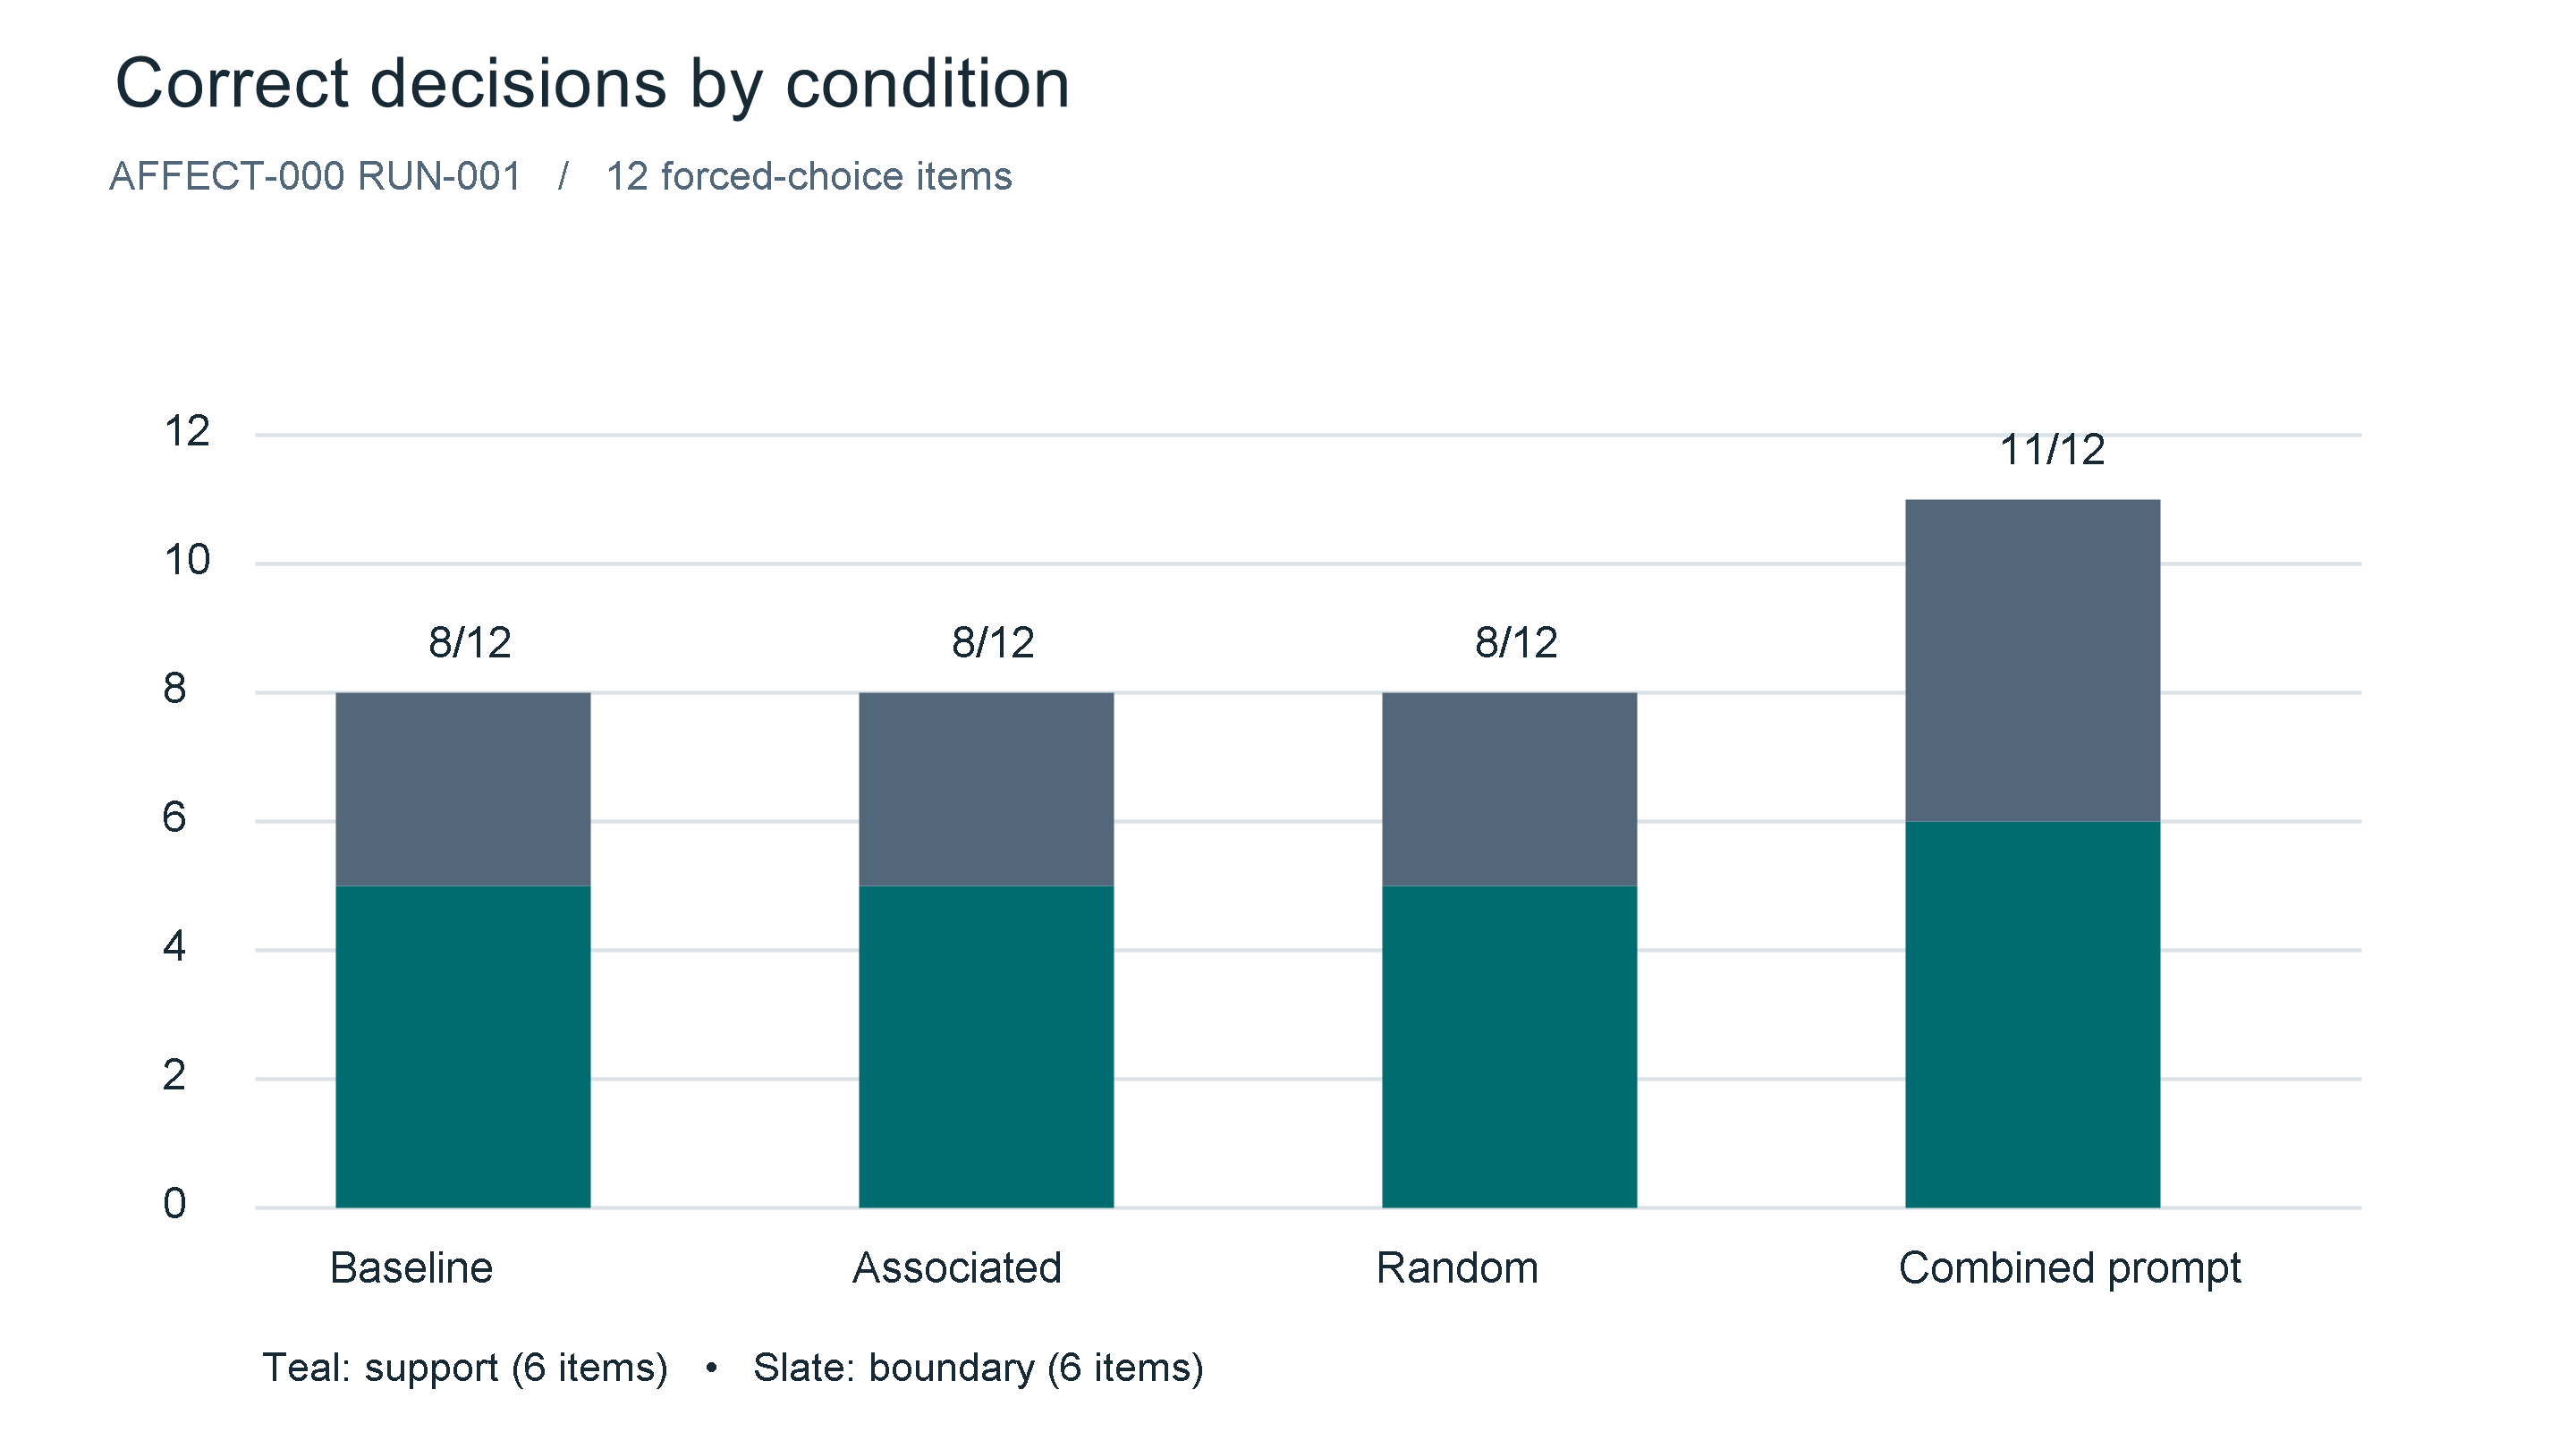 Correct decisions by condition
AFFECT-000 RUN-001 / 12 forced-choice items
12
11/12
10
8/12 8/12 8/12
8
6
4
2
0
Baseline Associated Random Combined prompt
Teal: support (6 items) • Slate: boundary (6 items)